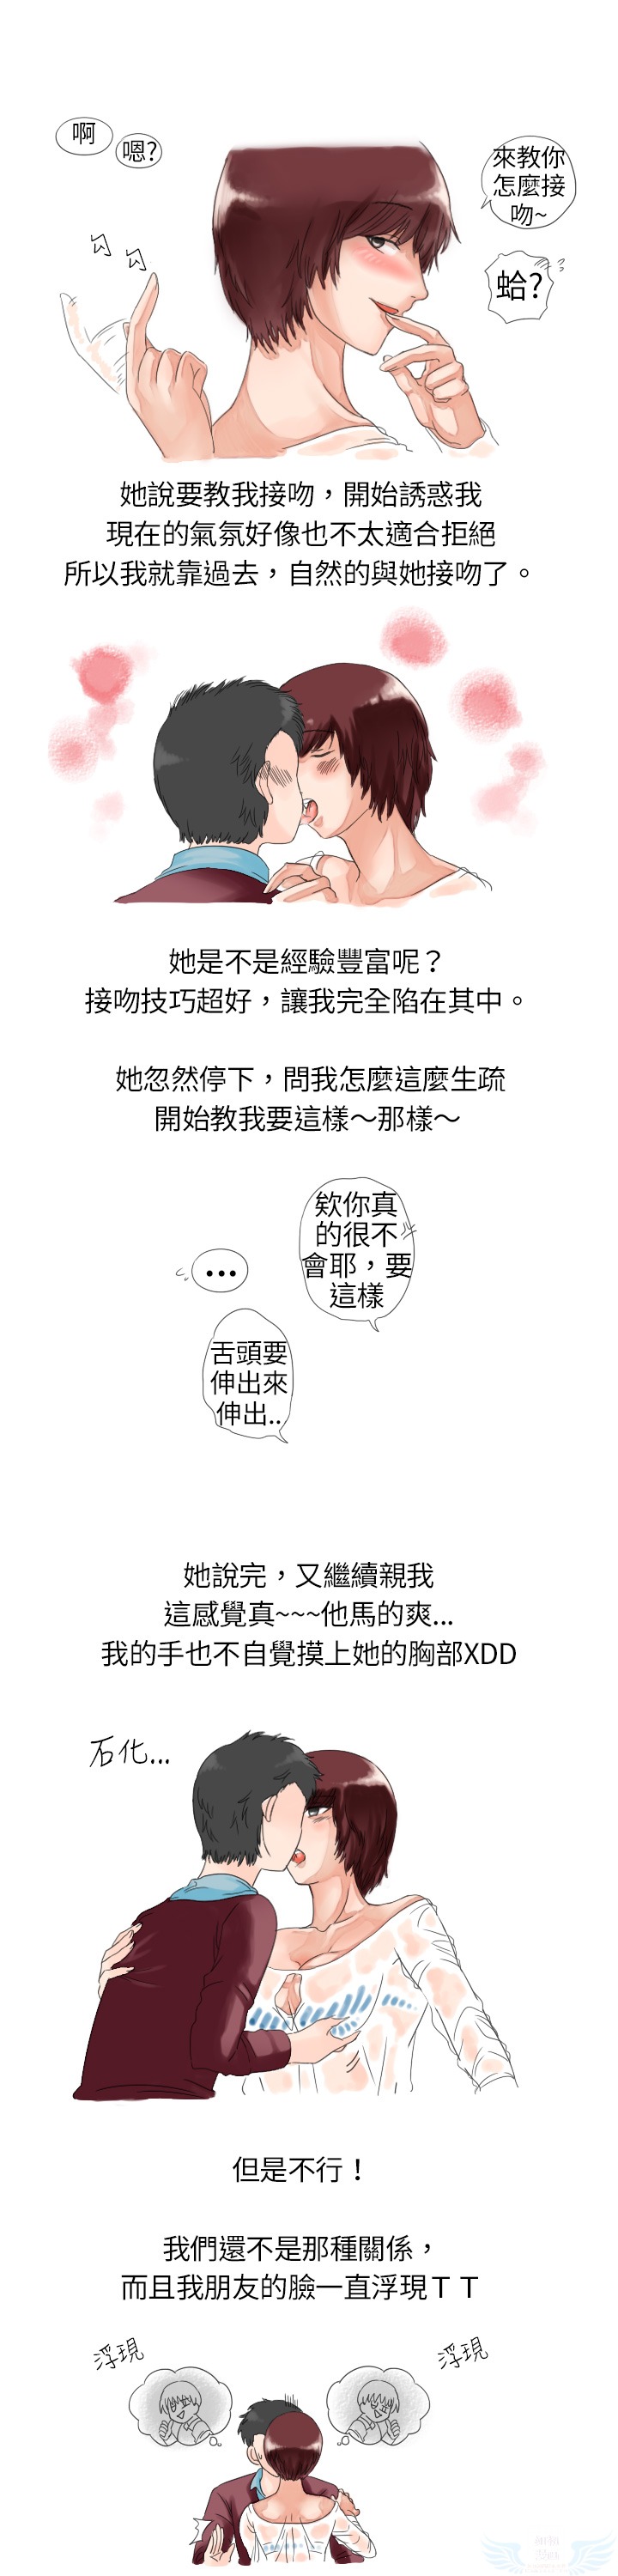 啊
嗯?
來教你
怎麼接
吻~
勾
勾
蛤?
她說要教我接吻，開始誘惑我
現在的氣氛好像也不太適合拒絕
所以我就靠過去，自然的與她接吻了。
她是不是經驗豐富呢？
接吻技巧超好，讓我完全陷在其中。
她忽然停下，問我怎麼這麼生疏
開始教我要這樣～那樣～
欸你真
的很不
會耶，要
這樣
...
舌頭要
伸出來
伸出..
她說完，又繼續親我
這感覺真~~~他馬的爽...
我的手也不自覺摸上她的胸部XDD
石化...
但是不行！
我們還不是那種關係，
而且我朋友的臉一直浮現ＴＴ
浮現
浮現